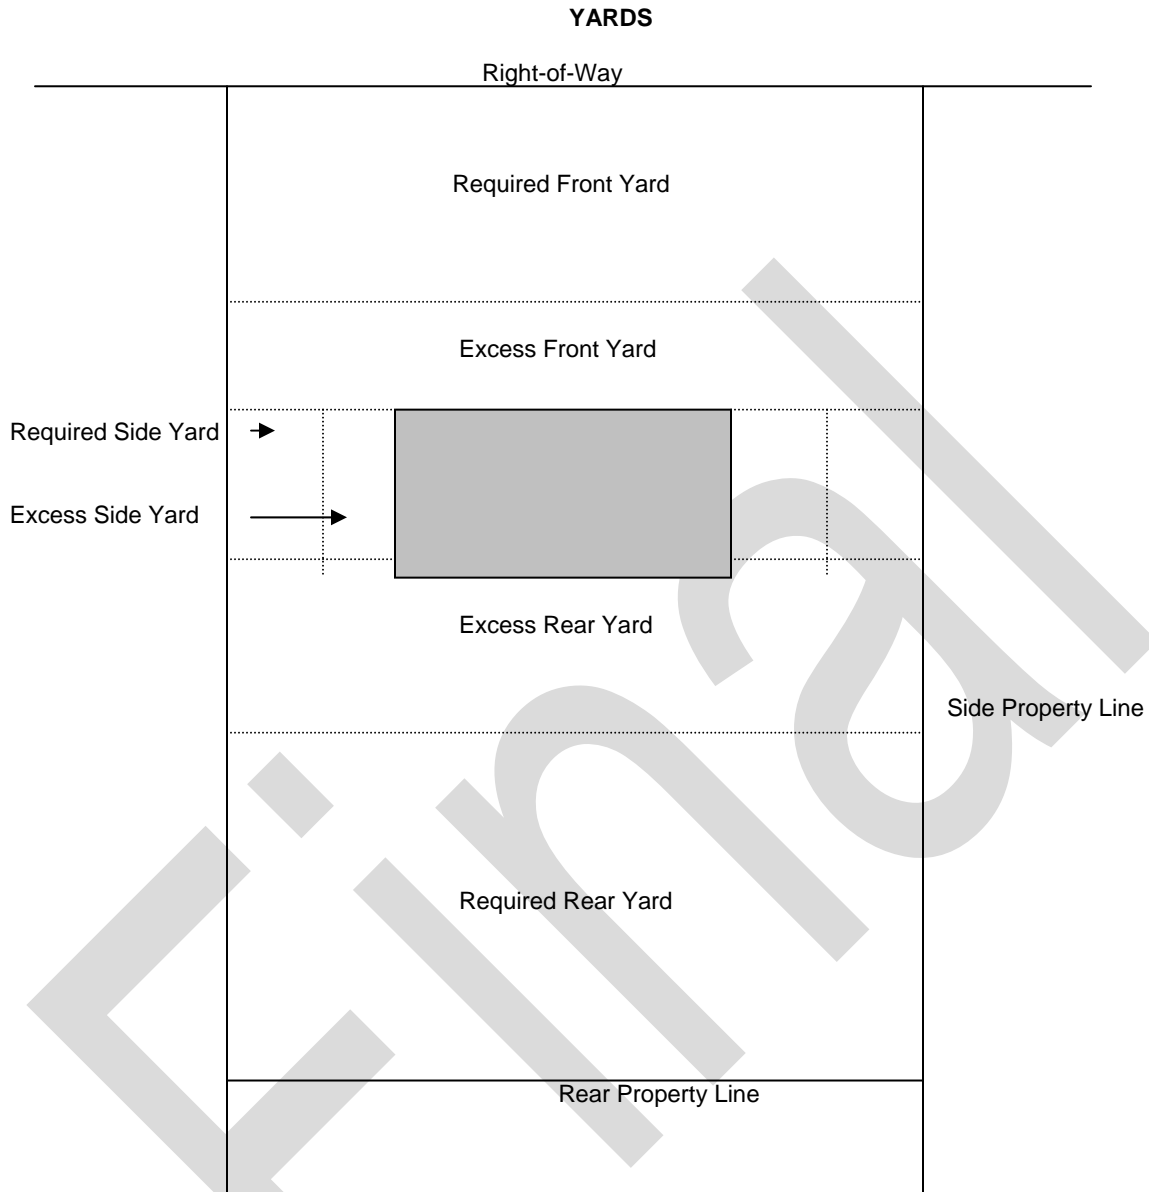 YARDS
Right-of-Way
Required Front Yard
Excess Front Yard
Required Side Yard
Excess Side Yard
Excess Rear Yard
Side Property Line
Required Rear Yard
Rear Property Line
Final